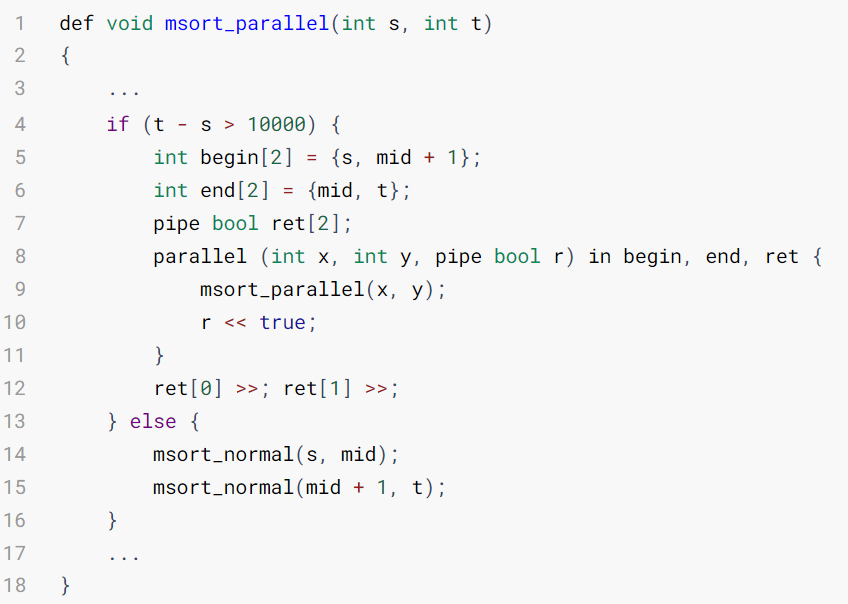 1 def void msort_parallel(int s, int t)
2 {
3 ...
4 if (t - s > 10000) {
5 int begin[2] = {s, mid + 1};
6 int end[2] = {mid, t};
7 pipe bool ret[2];
8 parallel (int x, int y, pipe bool r) in begin, end, ret {
9 msort_parallel(x, y);
10 r << true;
11 }
12 ret[0] >>; ret[1] >>;
13 } else {
14 msort_normal(s, mid);
15 msort_normal(mid + 1, t);
16 }
17 ...
18 }